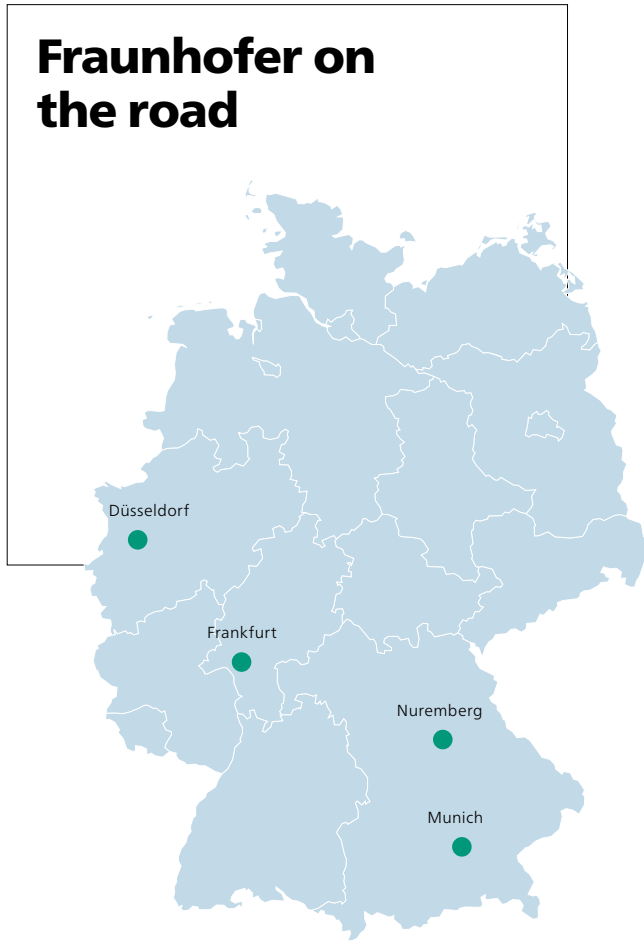 Fraunhofer on
the road
Düsseldorf
Frankfurt
Nuremberg
Munich